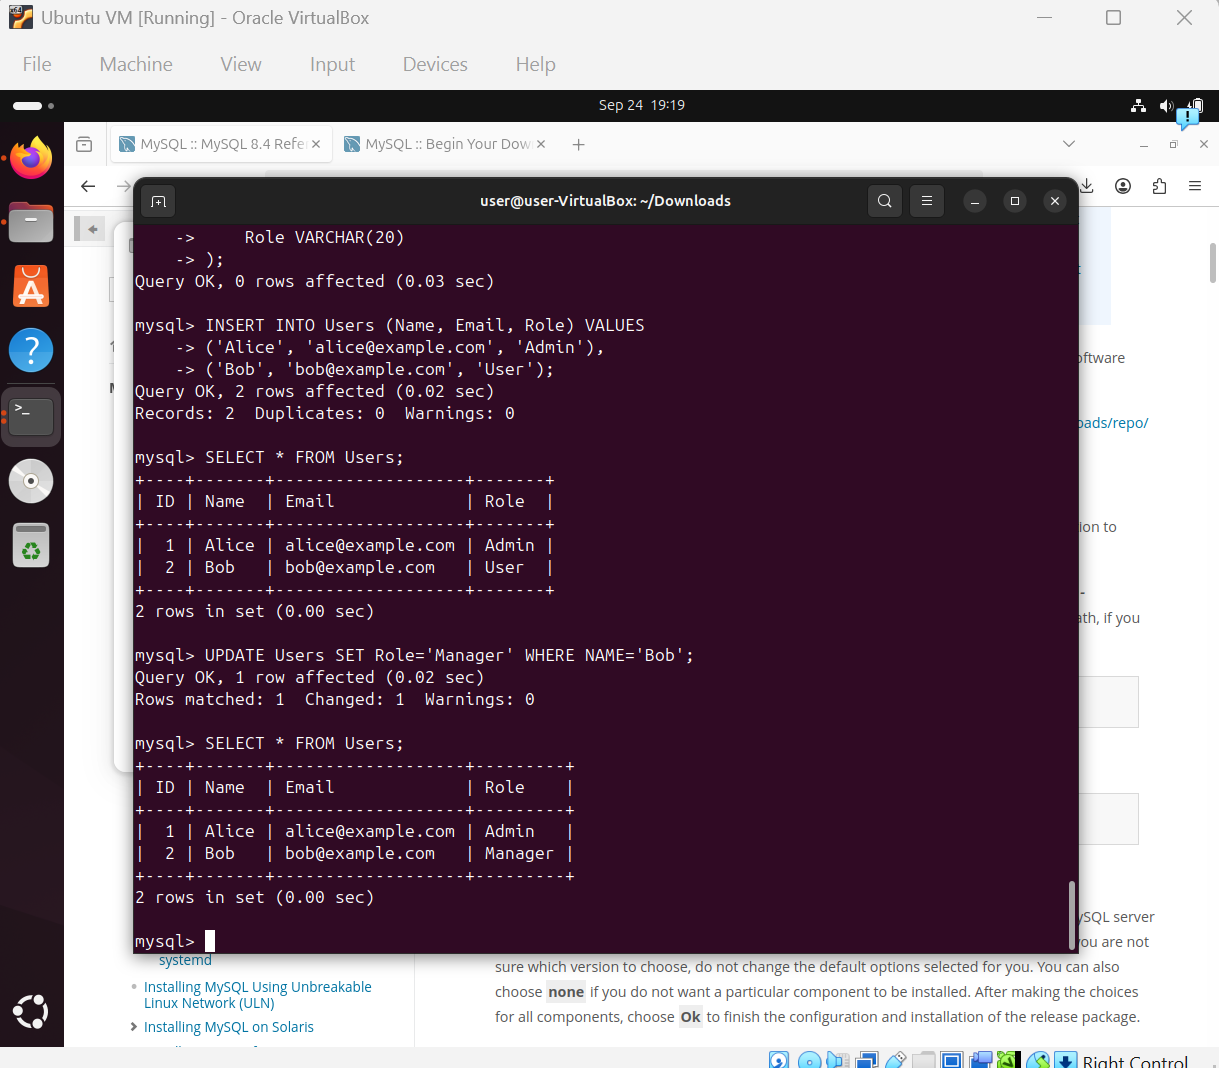 Ubuntu VM [Running] - Oracle VirtualBox
File Machine View Input Devices Help
Sep 24 19:19
MySQL :: MySQL 8.4 Refe
MySQL :: Begin Your Dow
user@user-VirtualBox: ~/Downloads
    ->     Role VARCHAR(20)
    -> );
Query OK, 0 rows affected (0.03 sec)
mysql> INSERT INTO Users (Name, Email, Role) VALUES
    -> ('Alice', 'alice@example.com', 'Admin'),
    -> ('Bob', 'bob@example.com', 'User');
Query OK, 2 rows affected (0.02 sec)
Records: 2  Duplicates: 0  Warnings: 0
mysql> SELECT * FROM Users;
+----+-------+-------------------+-------+
| ID | Name  | Email             | Role  |
+----+-------+-------------------+-------+
|  1 | Alice | alice@example.com | Admin |
|  2 | Bob   | bob@example.com   | User  |
+----+-------+-------------------+-------+
2 rows in set (0.00 sec)
mysql> UPDATE Users SET Role='Manager' WHERE NAME='Bob';
Query OK, 1 row affected (0.02 sec)
Rows matched: 1  Changed: 1  Warnings: 0
mysql> SELECT * FROM Users;
+----+-------+-------------------+---------+
| ID | Name  | Email             | Role    |
+----+-------+-------------------+---------+
|  1 | Alice | alice@example.com | Admin   |
|  2 | Bob   | bob@example.com   | Manager |
+----+-------+-------------------+---------+
2 rows in set (0.00 sec)
mysql>
oftware
oads/repo/
ion to
ath, if you
ySQL server
you are not
systemd
Installing MySQL Using Unbreakable
Linux Network (ULN)
Installing MySQL on Solaris
sure which version to choose, do not change the default options selected for you. You can also
choose none if you do not want a particular component to be installed. After making the choices
for all components, choose Ok to finish the configuration and installation of the release package.
Right Control